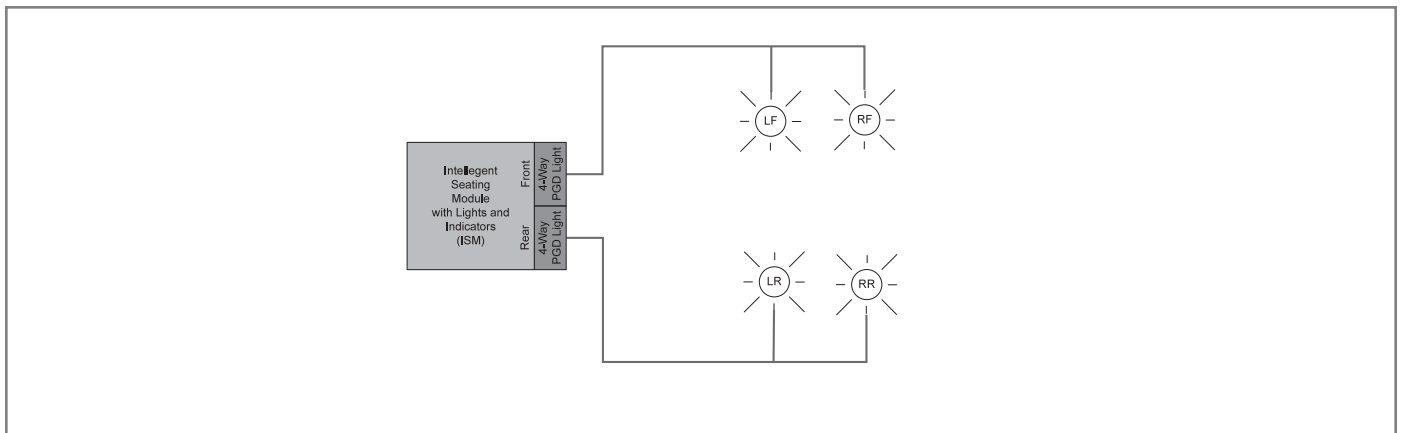 Intellegent
Seating
Module
with Lights and
Indicators
(ISM)
Front
4-Way
PGD Light
Rear
4-Way
PGD Light
LF
RF
LR
RR